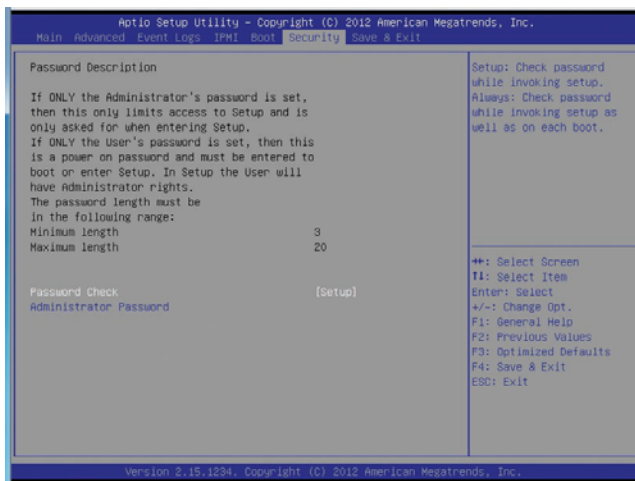 Aptio Setup Utility - Copyright (C) 2012 American Megatrends, Inc.
Main Advanced Event Logs IPMI Boot Security Save & Exit
Password Description
If ONLY the Administrator's password is set,
then this only limits access to Setup and is
only asked for when entering Setup.
If ONLY the User's password is set, then this
is a power on password and must be entered to
boot or enter Setup. In Setup the User will
have Administrator rights.
The password length must be
in the following range:
Minimum length 3
Maximum length 20
Password Check [Setup]
Administrator Password
Setup: Check password
while invoking setup.
Always: Check password
while invoking setup as
well as on each boot.
↔: Select Screen
↑↓: Select Item
Enter: Select
+/-: Change Opt.
F1: General Help
F2: Previous Values
F3: Optimized Defaults
F4: Save & Exit
ESC: Exit
Version 2.15.1234. Copyright (C) 2012 American Megatrends, Inc.